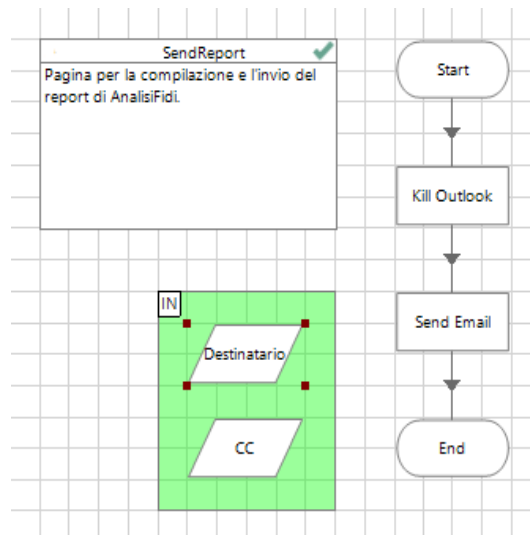 SendReport
Pagina per la compilazione e l'invio del
report di AnalisiFidi.
Start
Kill Outlook
Send Email
End
IN
Destinatario
CC